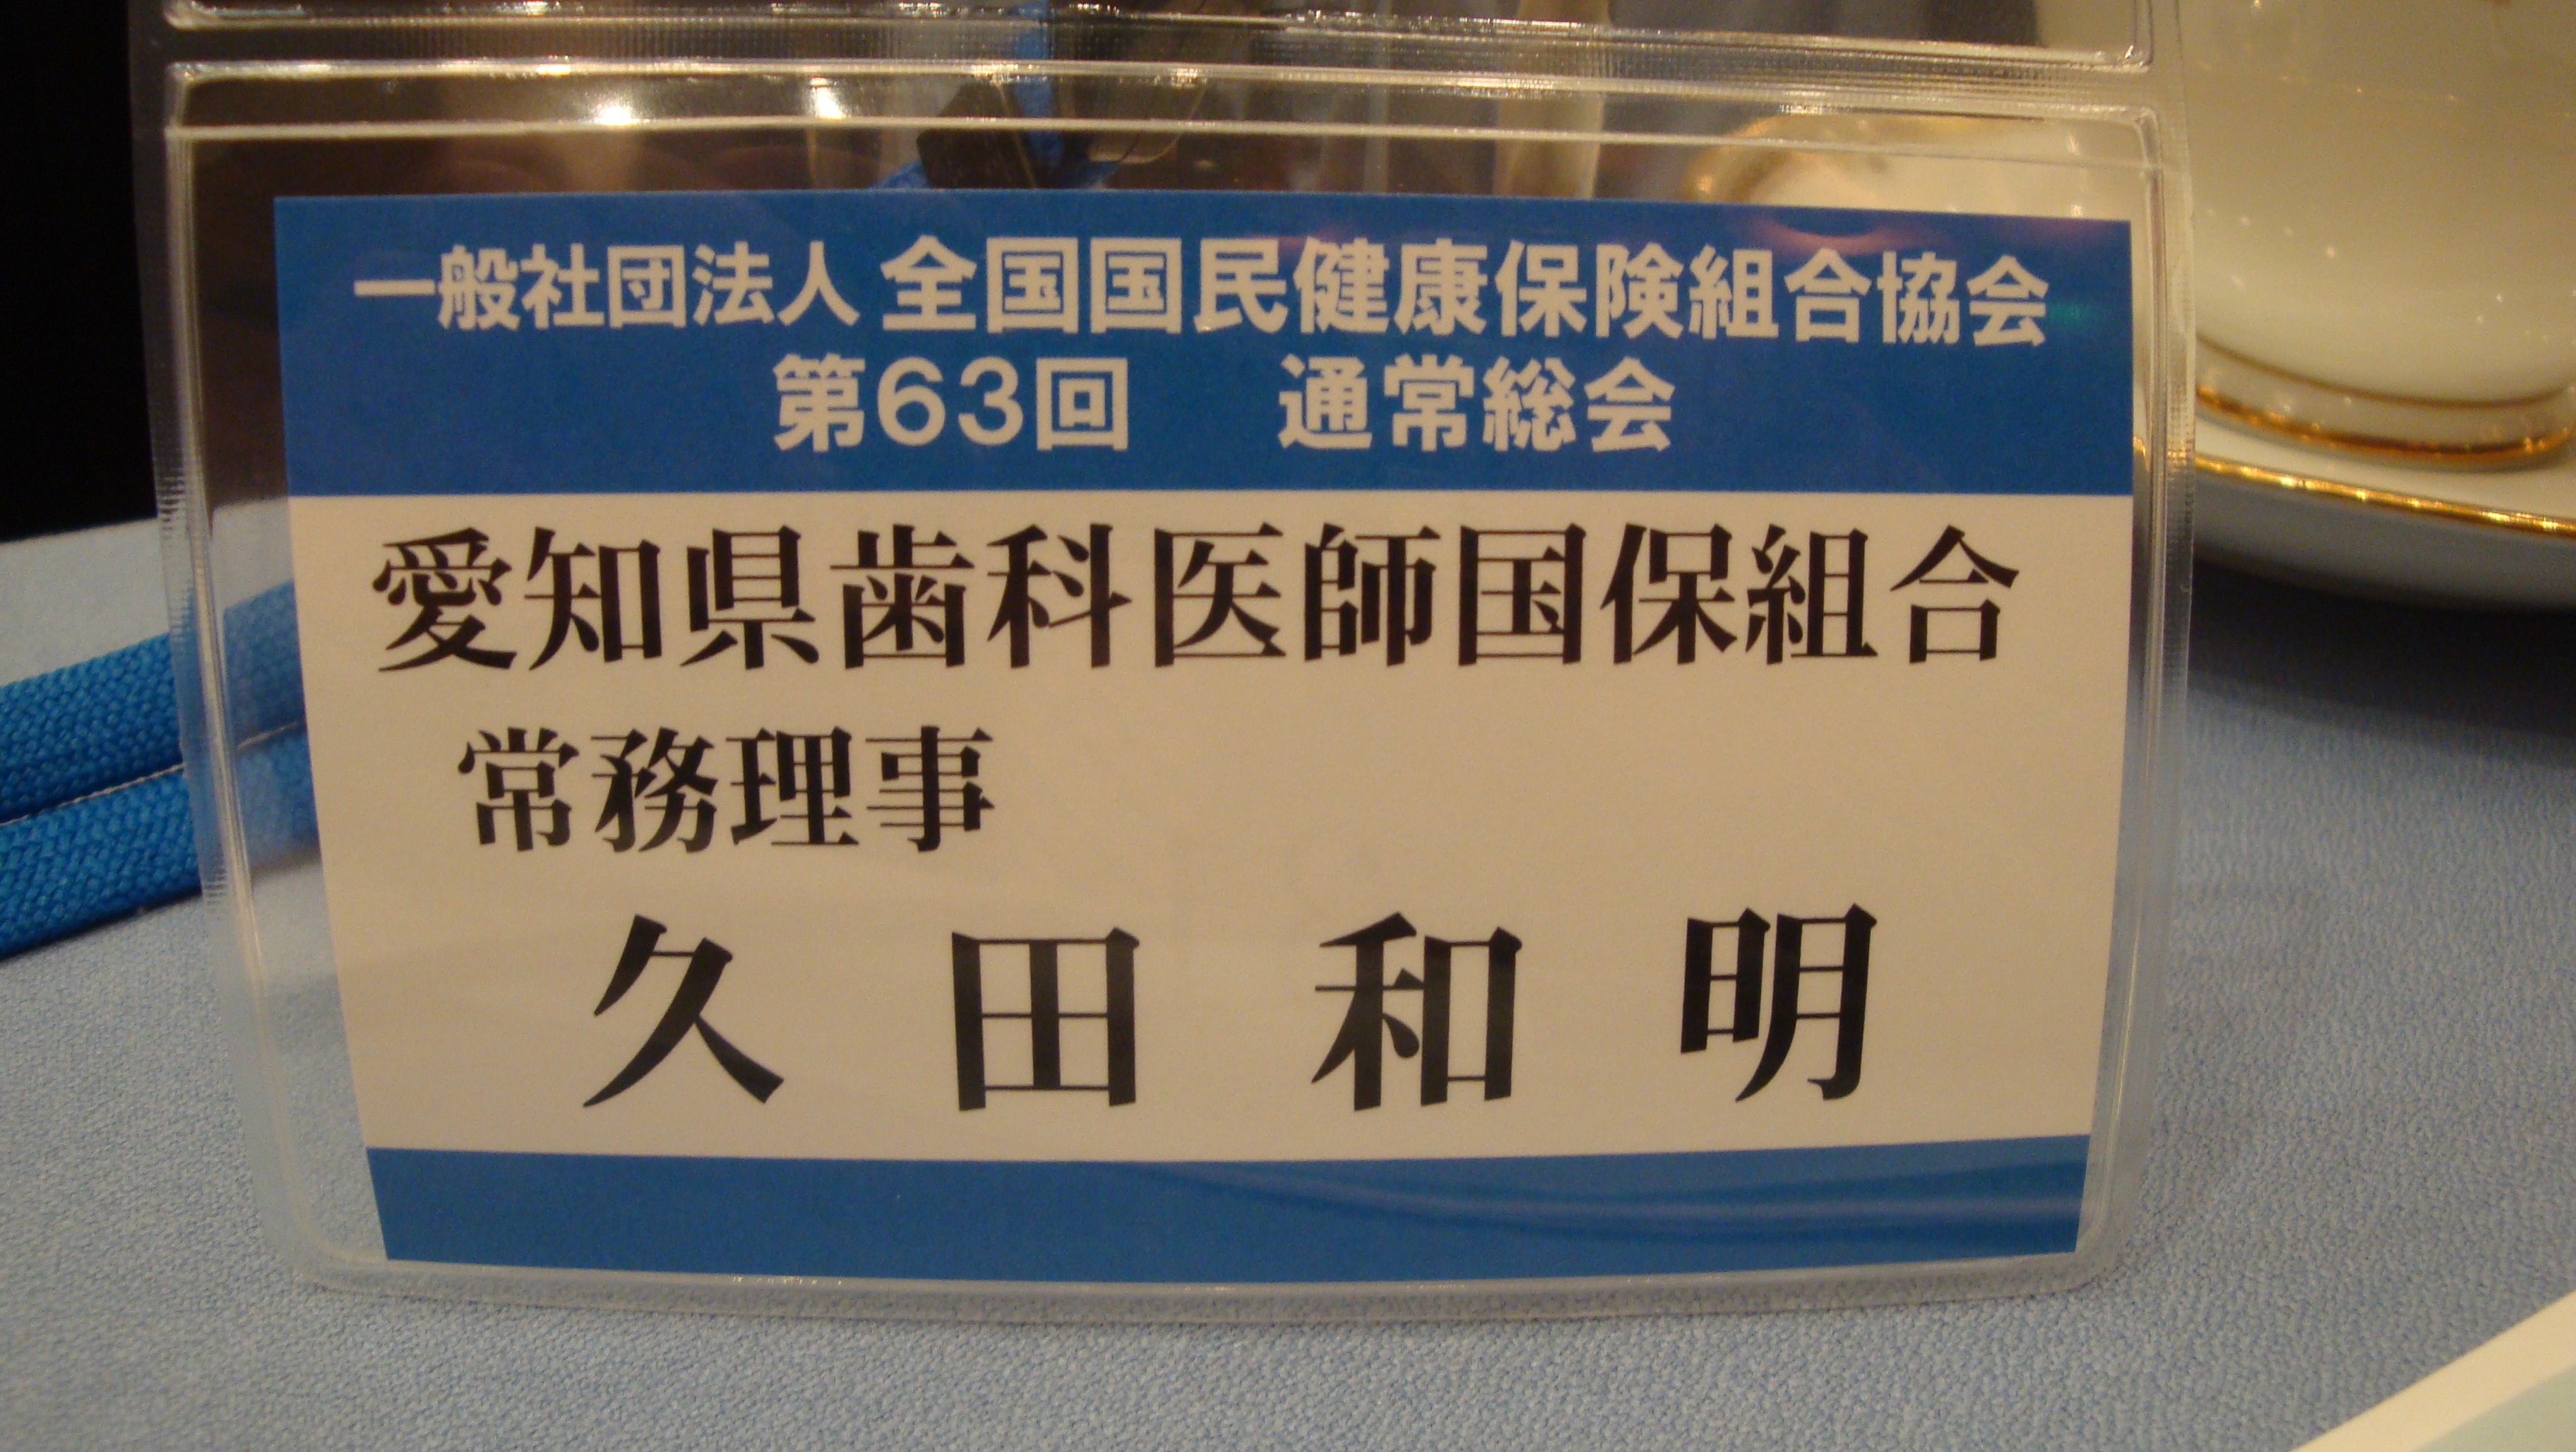 一般社団法人 全国国民健康保険組合協会
第63回　通常総会
愛知県歯科医師国保組合
常務理事
久田和明